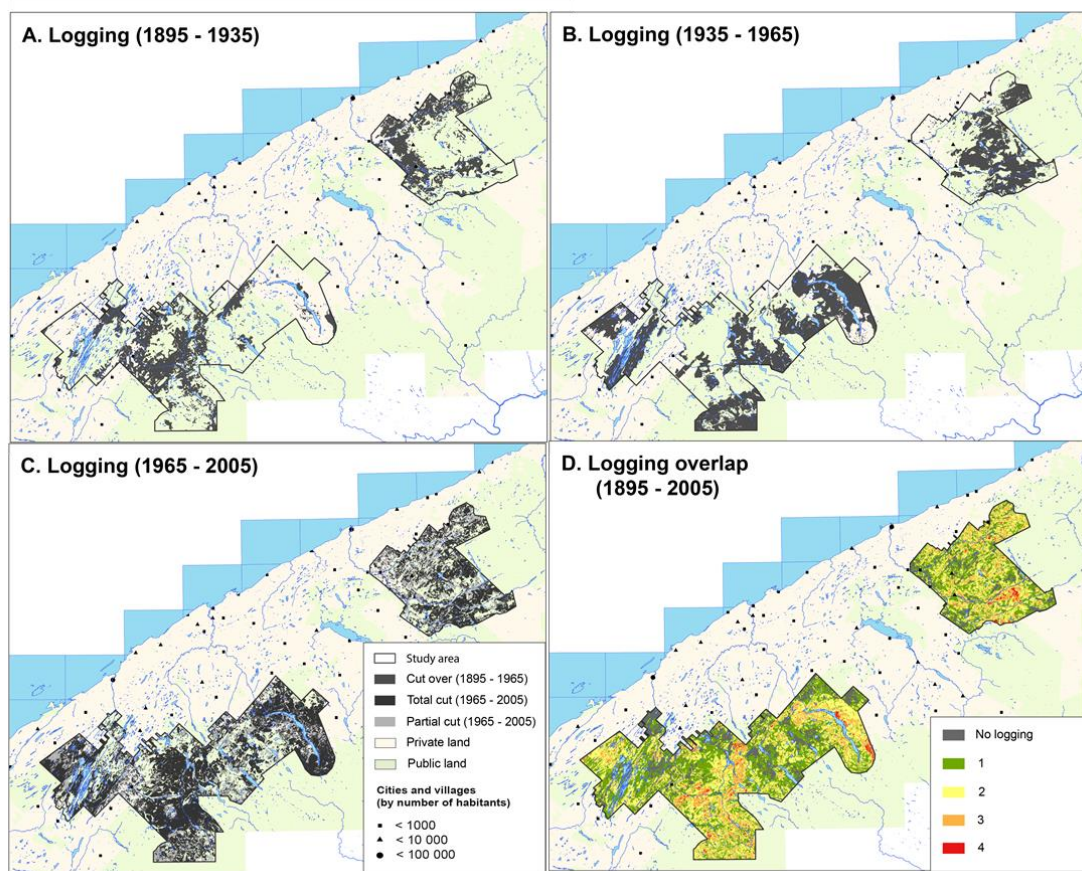 A. Logging (1895 - 1935)
B. Logging (1935 - 1965)
C. Logging (1965 - 2005)
Study area
Cut over (1895 - 1965)
Total cut (1965 - 2005)
Partial cut (1965 - 2005)
Private land
Public land
Cities and villages
(by number of habitants)
< 1000
< 10 000
< 100 000
D. Logging overlap
(1895 - 2005)
No logging
1
2
3
4